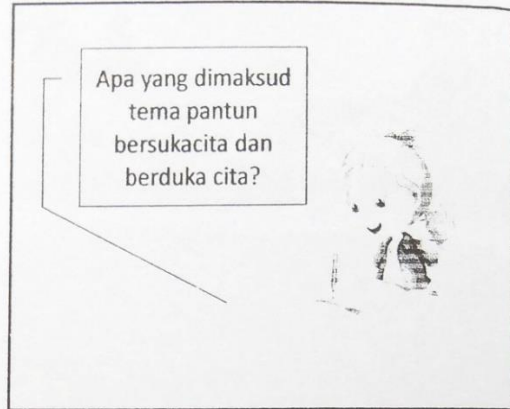 Apa yang dimaksud
tema pantun
bersukacita dan
berduka cita?